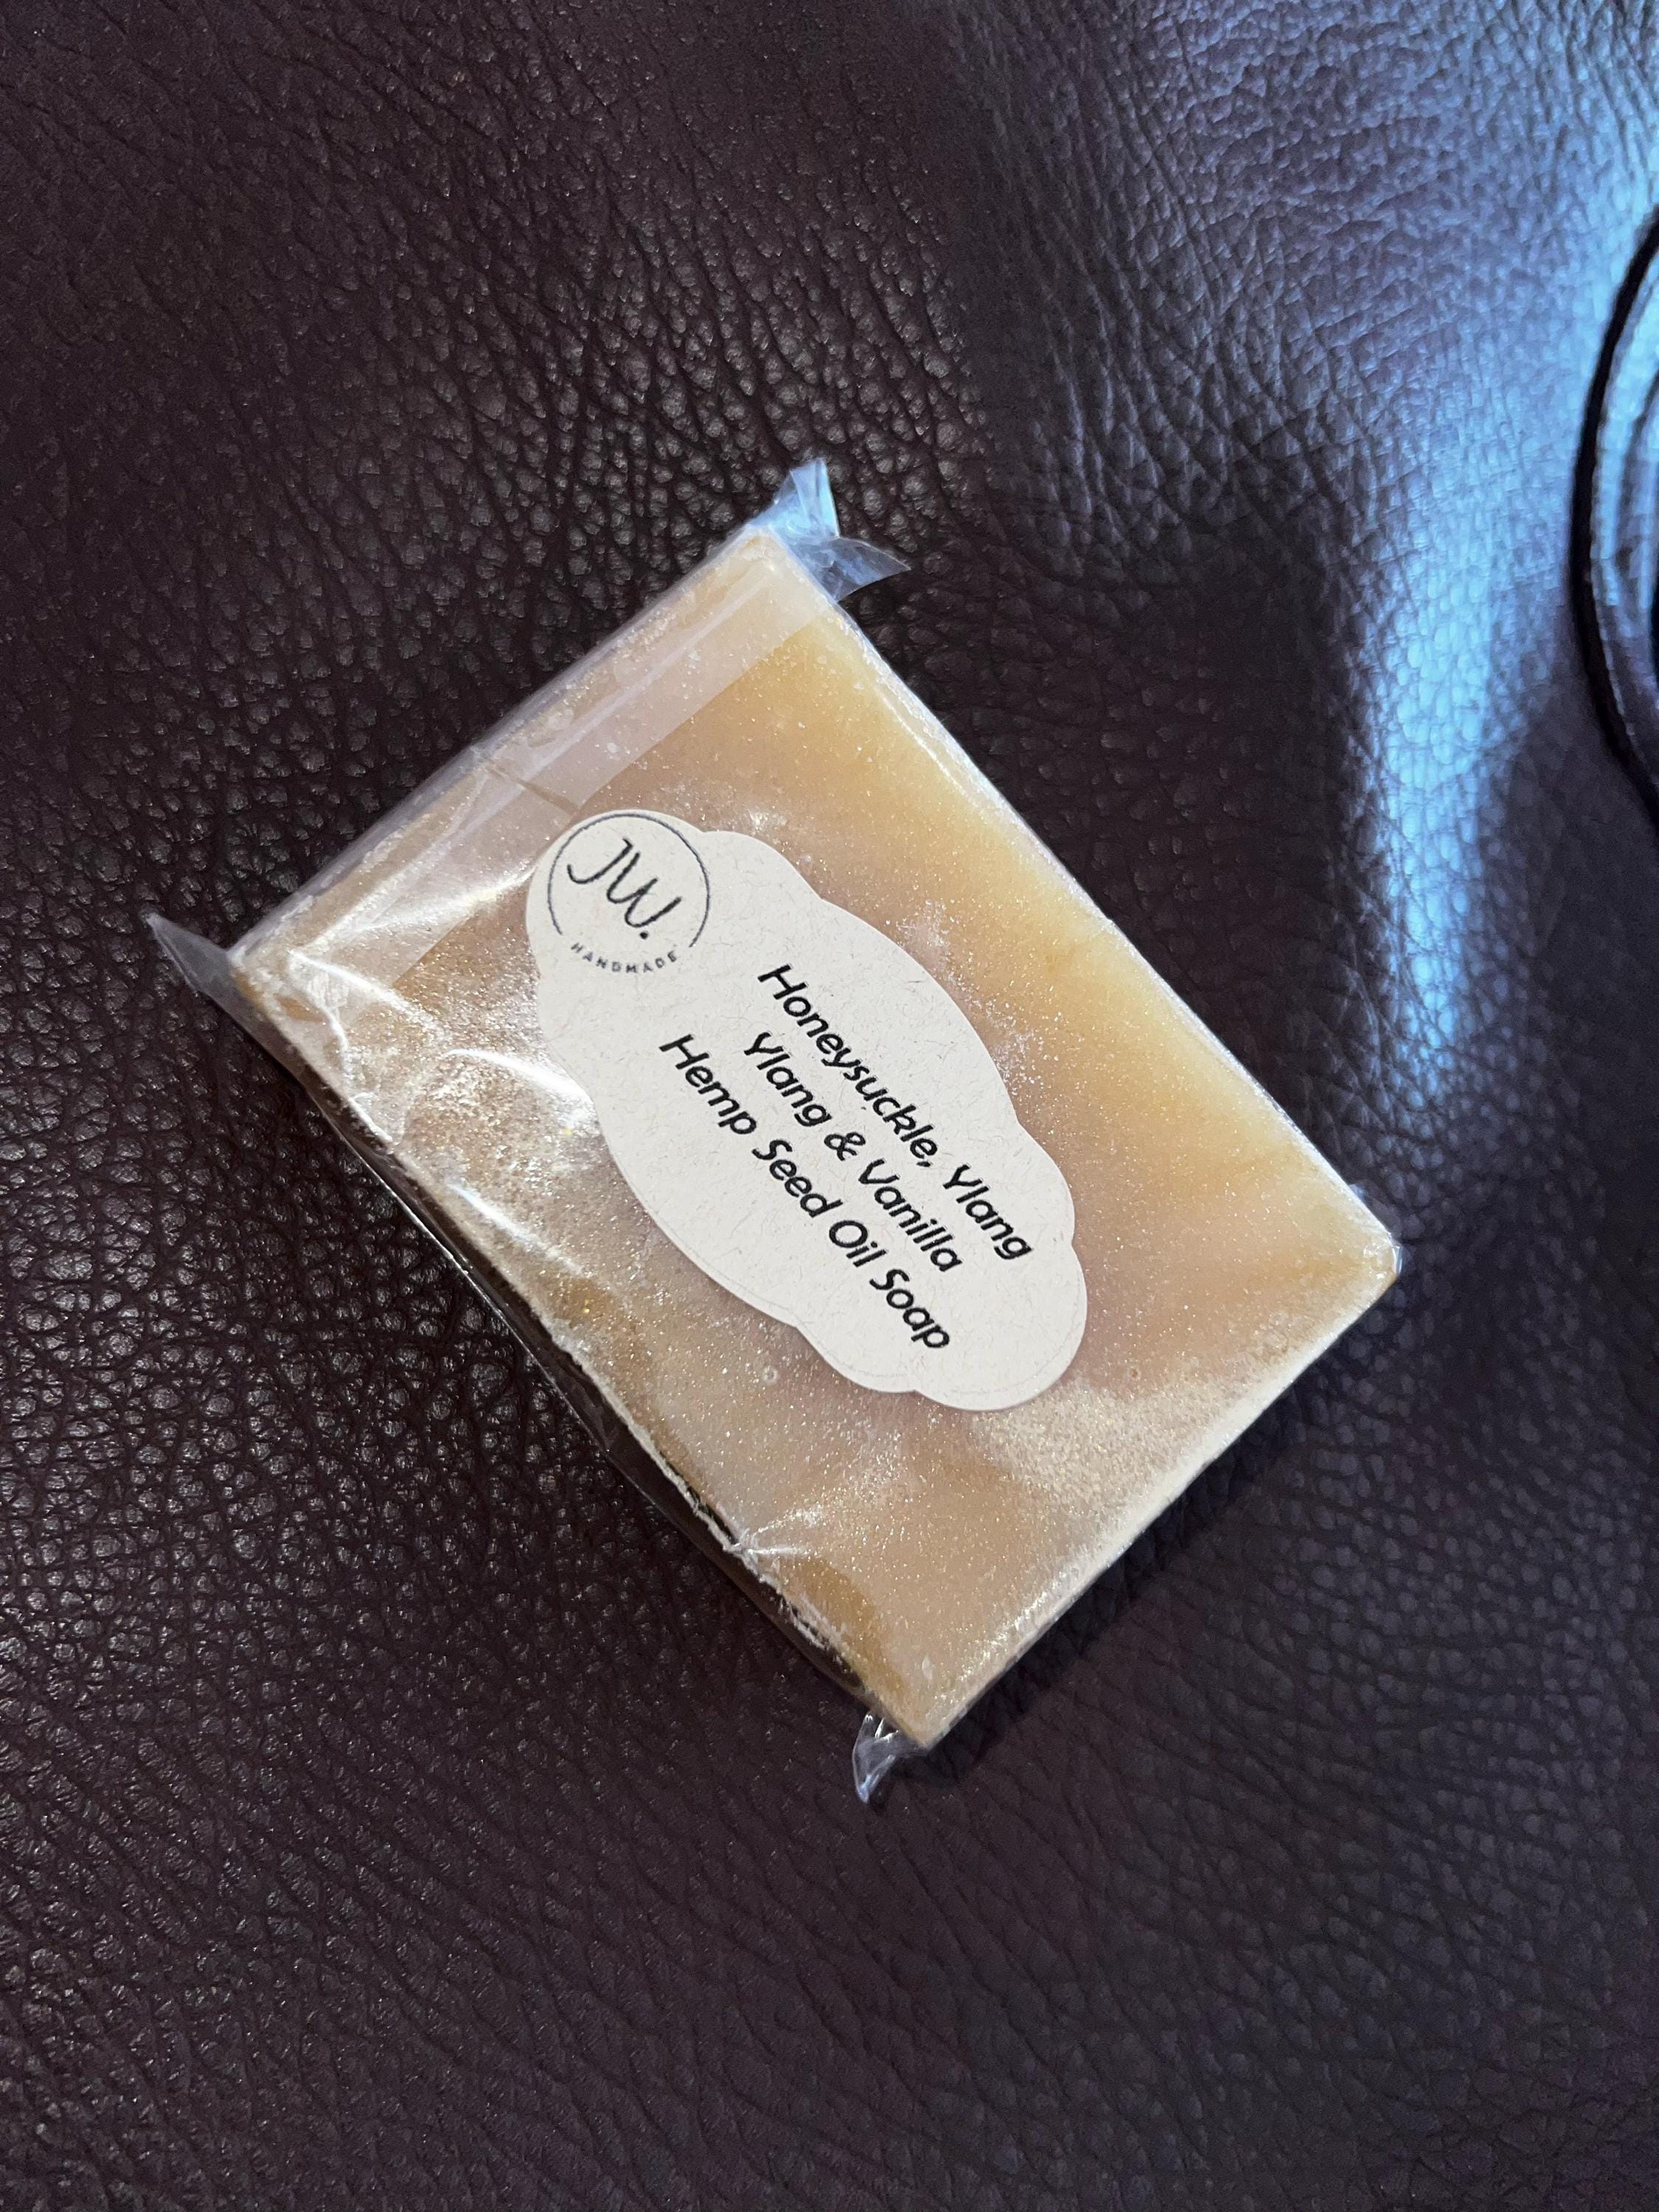 JW.
HANDMADE
Honeysuckle, Ylang
Ylang & Vanilla
Hemp Seed Oil Soap